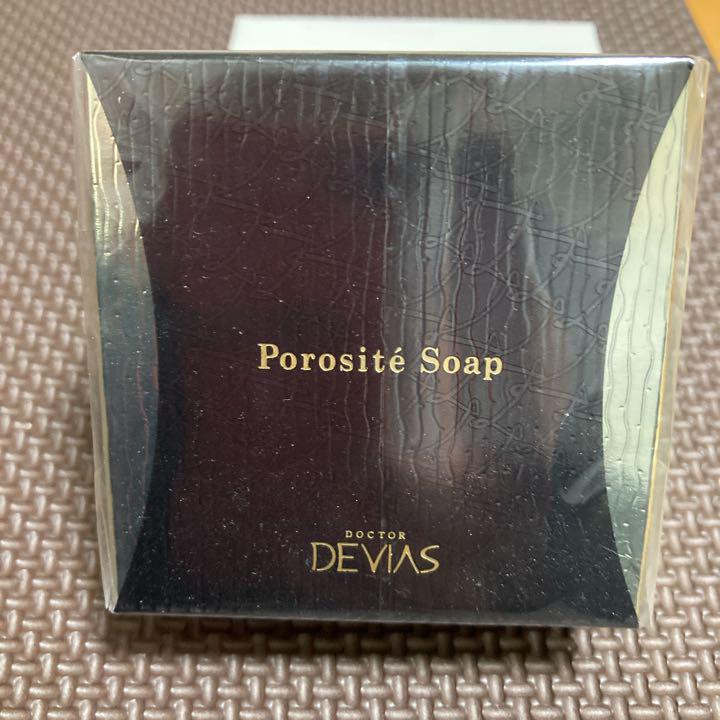 Porosité Soap
DOCTOR
DEVIAS